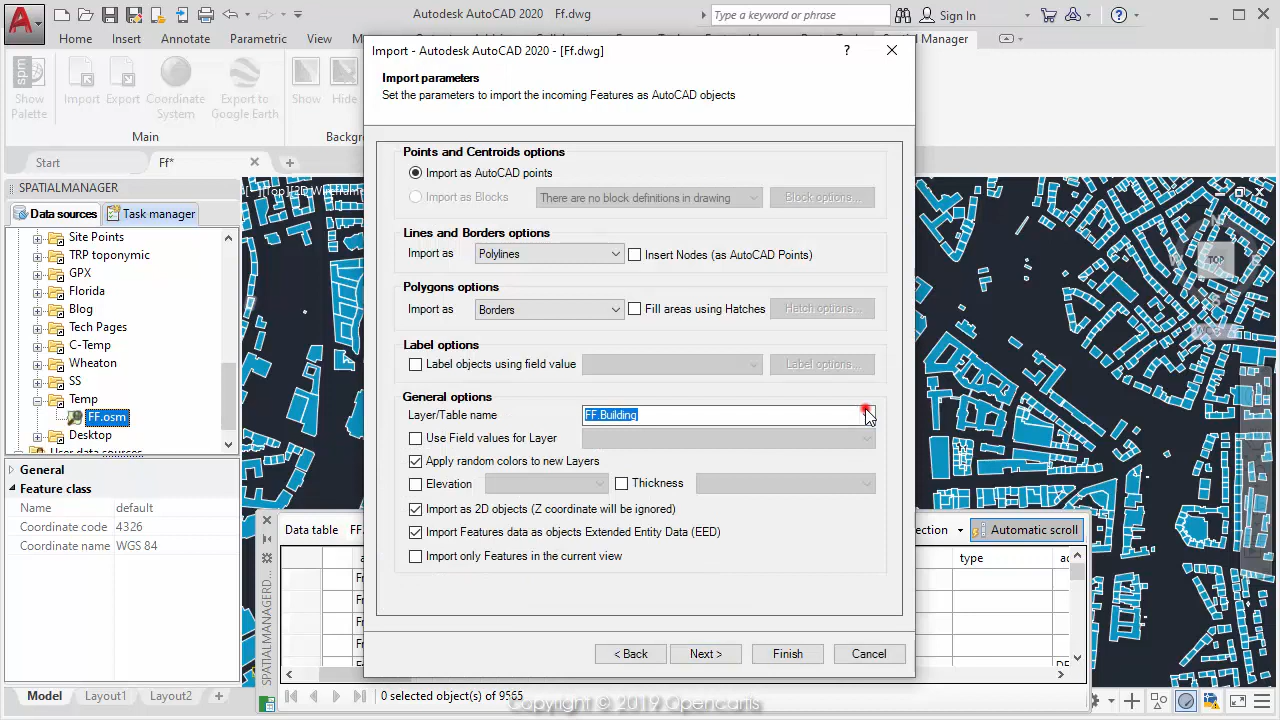 Autodesk AutoCAD 2020 Ff.dwg
Type a keyword or phrase
Sign In
Home Insert Annotate Parametric
Import - Autodesk AutoCAD 2020 - [Ff.dwg]
Import parameters
Set the parameters to import the incoming Features as AutoCAD objects
spm
Show
Palette
Import
Export
Coordinate
System
Export to
Google Earth
Show
Hide
Main
Start
Ff*
SPATIALMANAGER
Data sources
Task manager
Site Points
TRP toponymic
GPX
Florida
Blog
Tech Pages
C-Temp
Wheaton
SS
Temp
FF.osm
Desktop
User data sources
General
Feature class
Name default
Coordinate code 4326
Coordinate name WGS 84
Points and Centroids options
Import as AutoCAD points
Import as Blocks There are no block definitions in drawing Block options...
Lines and Borders options
Import as Polylines Insert Nodes (as AutoCAD Points)
Polygons options
Import as Borders Fill areas using Hatches Hatch options...
Label options
Label objects using field value Label options...
General options
Layer/Table name FF.Building
Use Field values for Layer
Apply random colors to new Layers
Elevation Thickness
Import as 2D objects (Z coordinate will be ignored)
Import Features data as objects Extended Entity Data (EED)
Import only Features in the current view
< Back Next > Finish Cancel
TOP
Data table
Automatic scroll
type
0 selected object(s) of 9565
Model Layout1 Layout2
Copyright © 2019 Opencartis